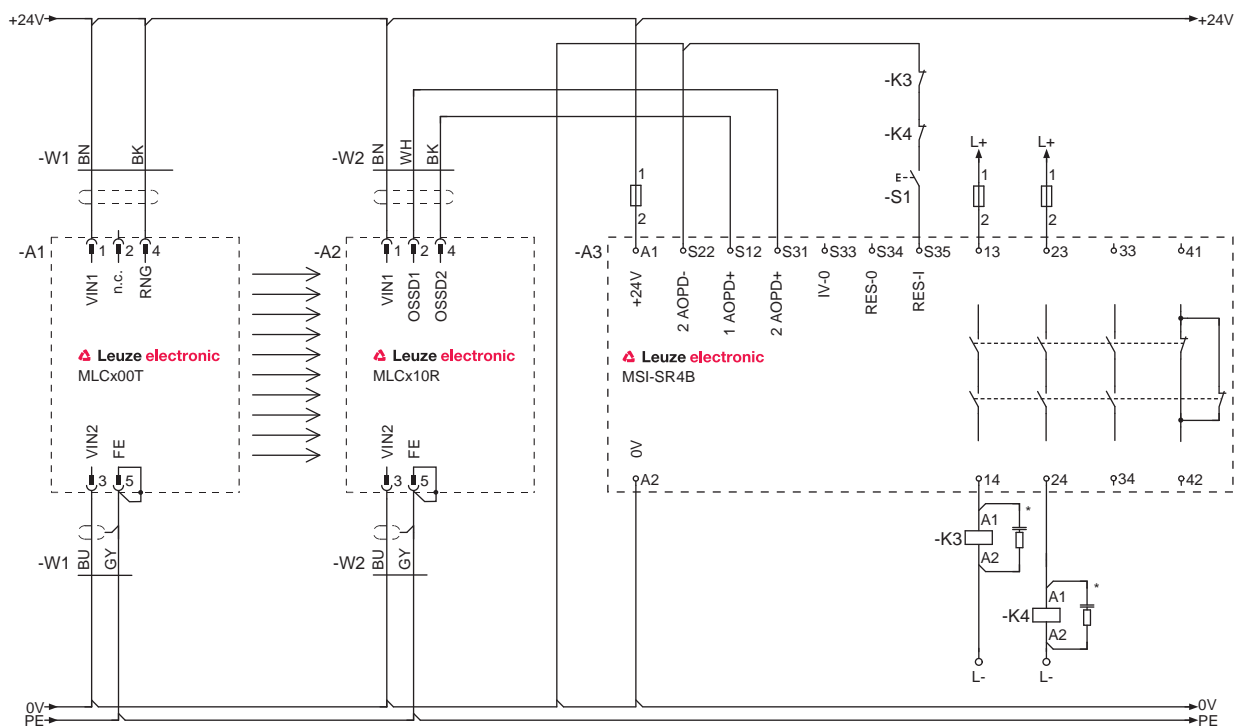 +24V +24V
-K3
-K4 L+ L+
-W1 BN BK -W2 BN WH BK
1 1 1
E -S1
2 2 2
-A1 1 2 4 -A2 1 2 4 -A3 A1 S22 S12 S31 S33 S34 S35 13 23 33 41
VIN1 n.c. RNG VIN1 OSSD1 OSSD2 +24V 2 AOPD- 1 AOPD+ 2 AOPD+ IV-0 RES-0 RES-I
Leuze electronic Leuze electronic Leuze electronic
MLCx00T MLCx10R MSI-SR4B
VIN2 FE VIN2 FE 0V
3 5 3 5 A2 14 24 34 42
A1 *
-K3
A2
-W1 BU GY -W2 BU GY
A1 *
-K4
A2
L- L-
0V 0V
PE PE